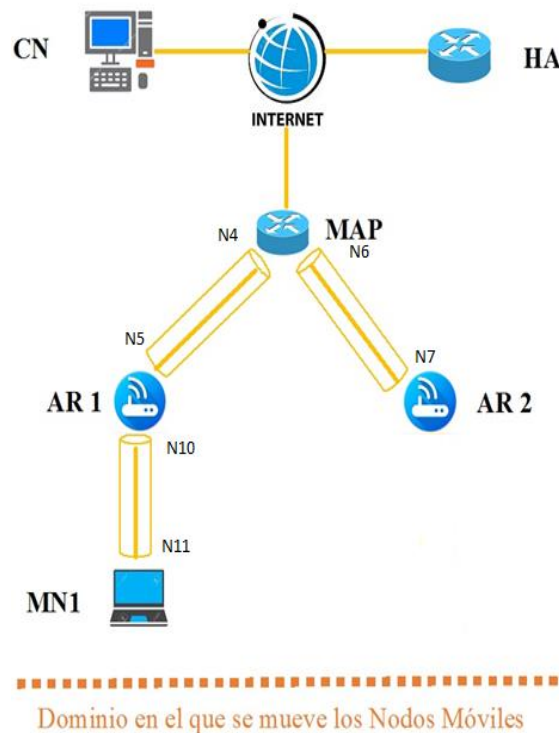 CN
HA
INTERNET
MAP
N4
N6
N5
N7
AR 1
AR 2
N10
N11
MN1
Dominio en el que se mueve los Nodos Móviles